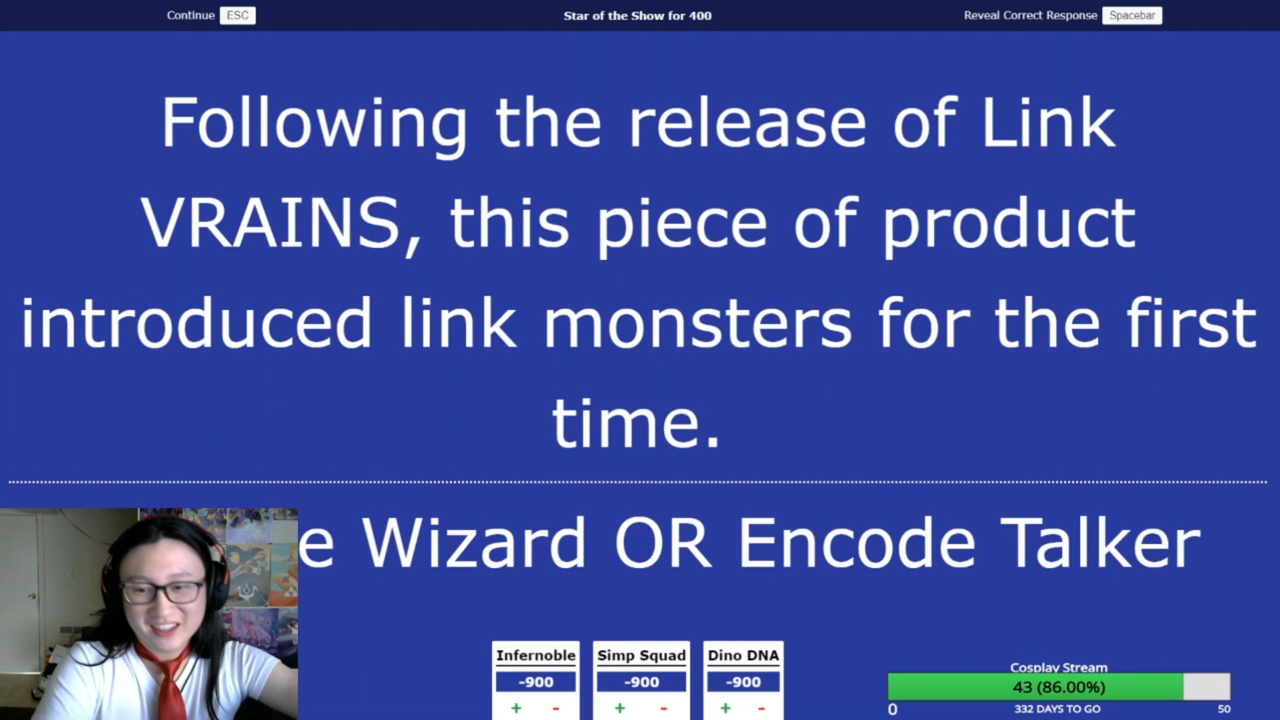 Continue ESC
Star of the Show for 400
Reveal Correct Response Spacebar
Following the release of Link
VRAINS, this piece of product
introduced link monsters for the first
time.
e Wizard OR Encode Talker
Infernoble
-900
+ -
Simp Squad
-900
+ -
Dino DNA
-900
+ -
Cosplay Stream
43 (86.00%)
0 332 DAYS TO GO 50